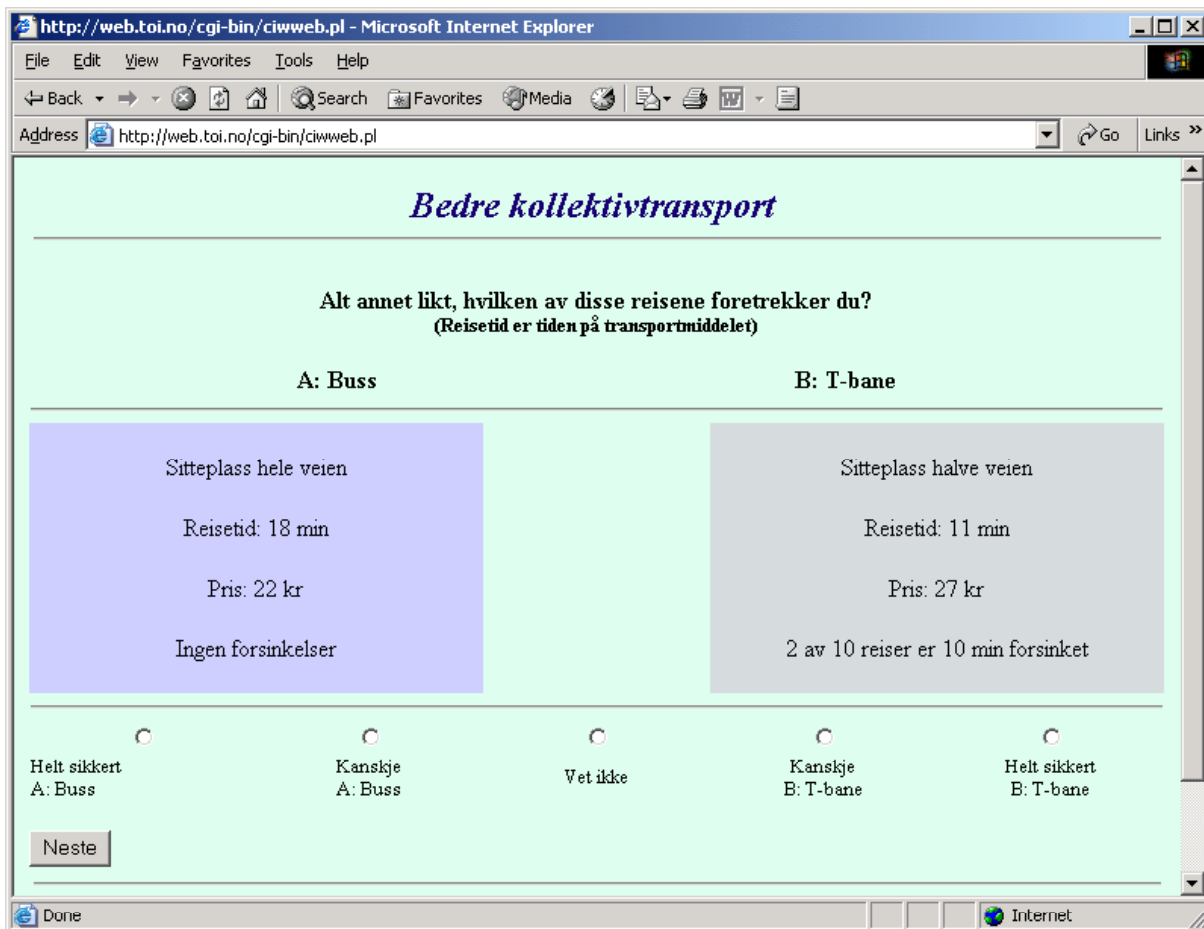 http://web.toi.no/cgi-bin/ciwweb.pl - Microsoft Internet Explorer
File Edit View Favorites Tools Help
Back Search Favorites Media
Address http://web.toi.no/cgi-bin/ciwweb.pl Go Links »
Bedre kollektivtransport
Alt annet likt, hvilken av disse reisene foretrekker du?
(Reisetid er tiden på transportmiddelet)
A: Buss B: T-bane
Sitteplass hele veien Sitteplass halve veien
Reisetid: 18 min Reisetid: 11 min
Pris: 22 kr Pris: 27 kr
Ingen forsinkelser 2 av 10 reiser er 10 min forsinket
Helt sikkert Kanskje Vet ikke Kanskje Helt sikkert
A: Buss A: Buss B: T-bane B: T-bane
Neste
Done Internet